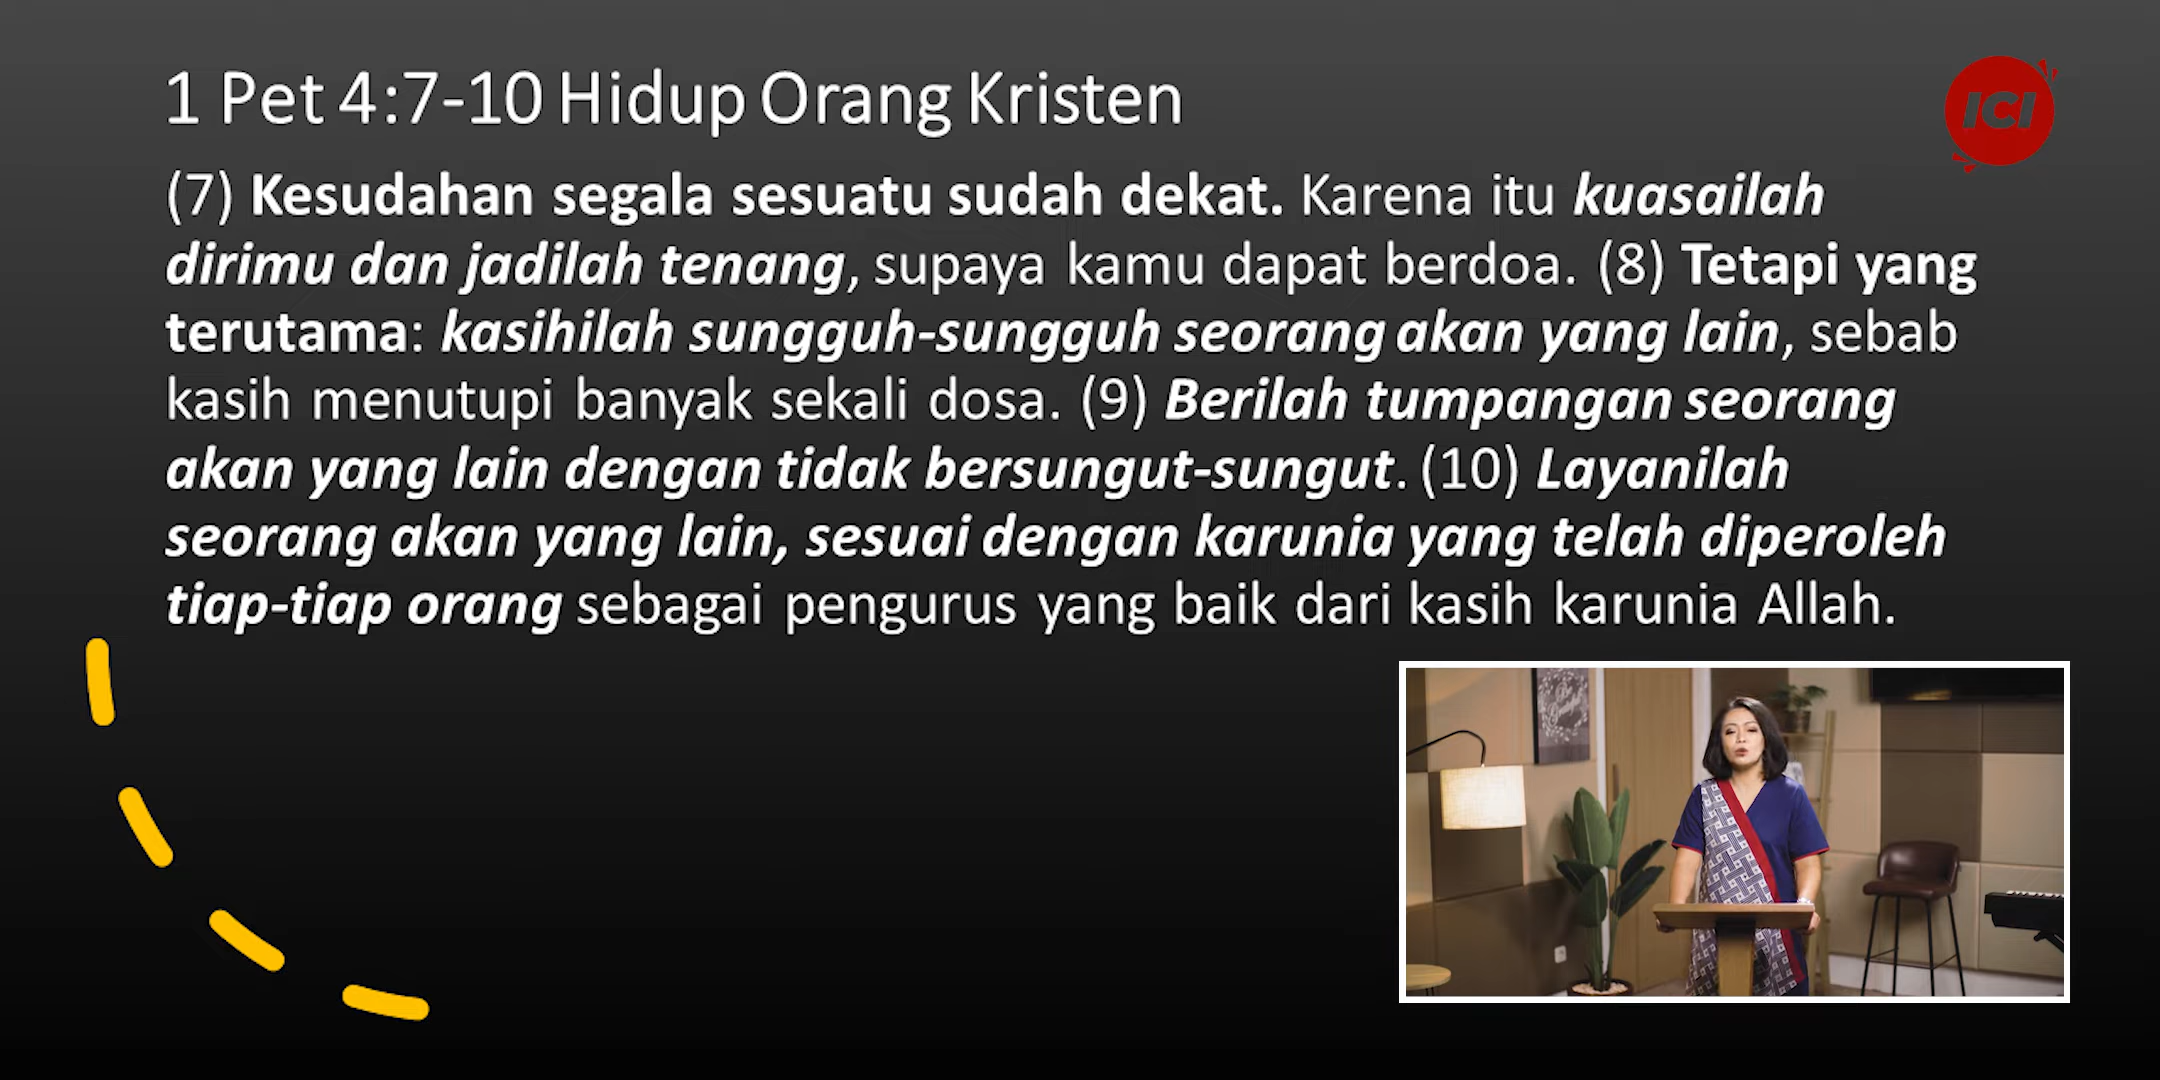 1 Pet 4:7-10 Hidup Orang Kristen
ICI
(7) Kesudahan segala sesuatu sudah dekat. Karena itu kuasailah
dirimu dan jadilah tenang, supaya kamu dapat berdoa. (8) Tetapi yang
terutama: kasihilah sungguh-sungguh seorang akan yang lain, sebab
kasih menutupi banyak sekali dosa. (9) Berilah tumpangan seorang
akan yang lain dengan tidak bersungut-sungut. (10) Layanilah
seorang akan yang lain, sesuai dengan karunia yang telah diperoleh
tiap-tiap orang sebagai pengurus yang baik dari kasih karunia Allah.